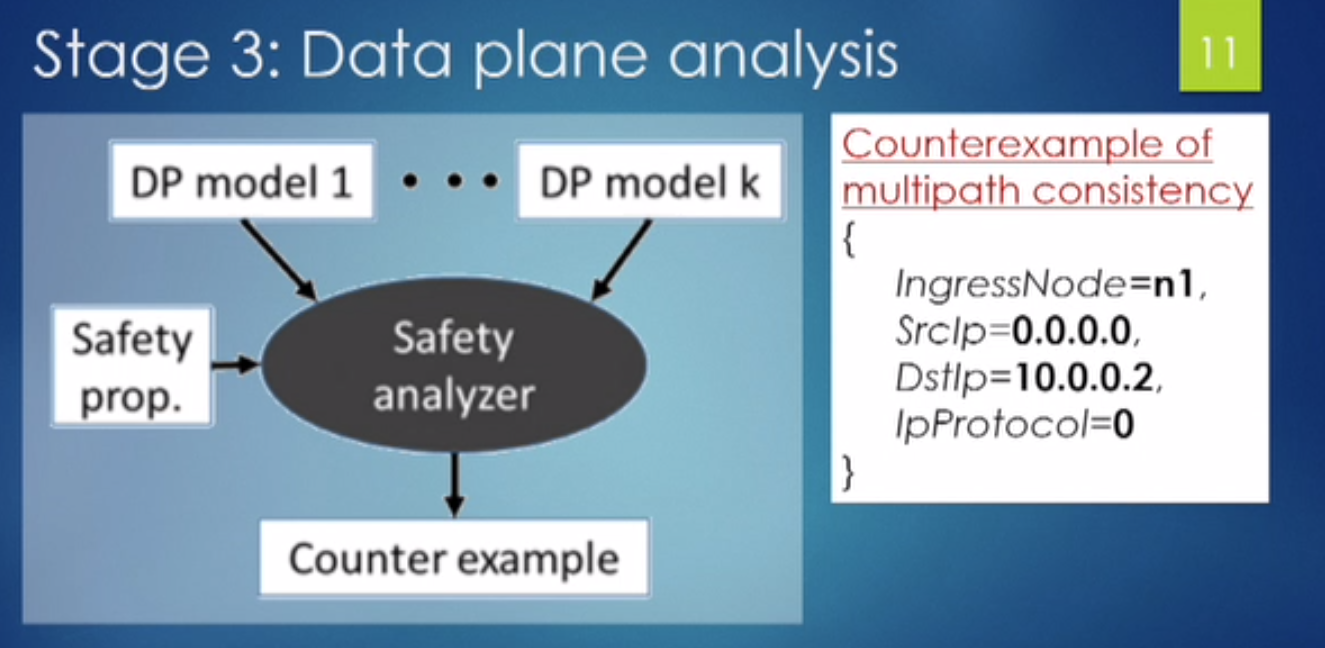 Stage 3: Data plane analysis
11
DP model 1
• • •
DP model k
Safety
prop.
Safety
analyzer
Counter example
Counterexample of
multipath consistency
{
IngressNode=n1,
SrcIp=0.0.0.0,
DstIp=10.0.0.2,
IpProtocol=0
}